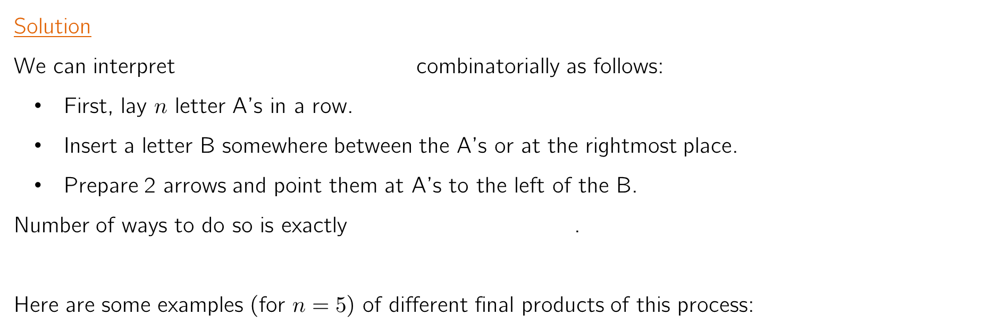 Solution
We can interpret combinatorially as follows:
• First, lay n letter A's in a row.
• Insert a letter B somewhere between the A's or at the rightmost place.
• Prepare 2 arrows and point them at A's to the left of the B.
Number of ways to do so is exactly .
Here are some examples (for n = 5) of different final products of this process: